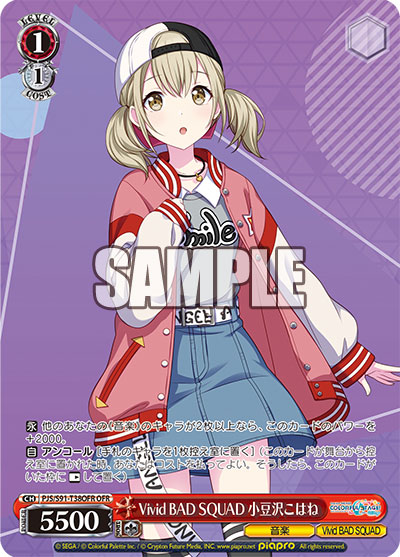 LEVEL
1
1
COST
Smile
SAMPLE
永 他のあなたの《音楽》のキャラが2枚以上なら、このカードのパワーを
+2000。
自 アンコール [手札のキャラを1枚控え室に置く] (このカードが舞台から控
え室に置かれた時、あなたはコストを払ってよい。そうしたら、このカードが
いた枠に置く)
CH PJS/S91-T38OFR OFR
Vivid BAD SQUAD 小豆沢こはね
5500
音楽
Vivid BAD SQUAD
COLORFUL STAGE!
© SEGA / © Colorful Palette Inc. / © Crypton Future Media, INC. www.piapro.net piapro All rights reserved.